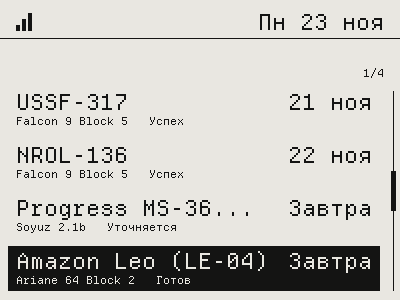 Пн 23 ноя
1/4
USSF-317 21 ноя
Falcon 9 Block 5 Успех
NROL-136 22 ноя
Falcon 9 Block 5 Успех
Progress MS-36... Завтра
Soyuz 2.1b Уточняется
Amazon Leo (LE-04) Завтра
Ariane 64 Block 2 Готов